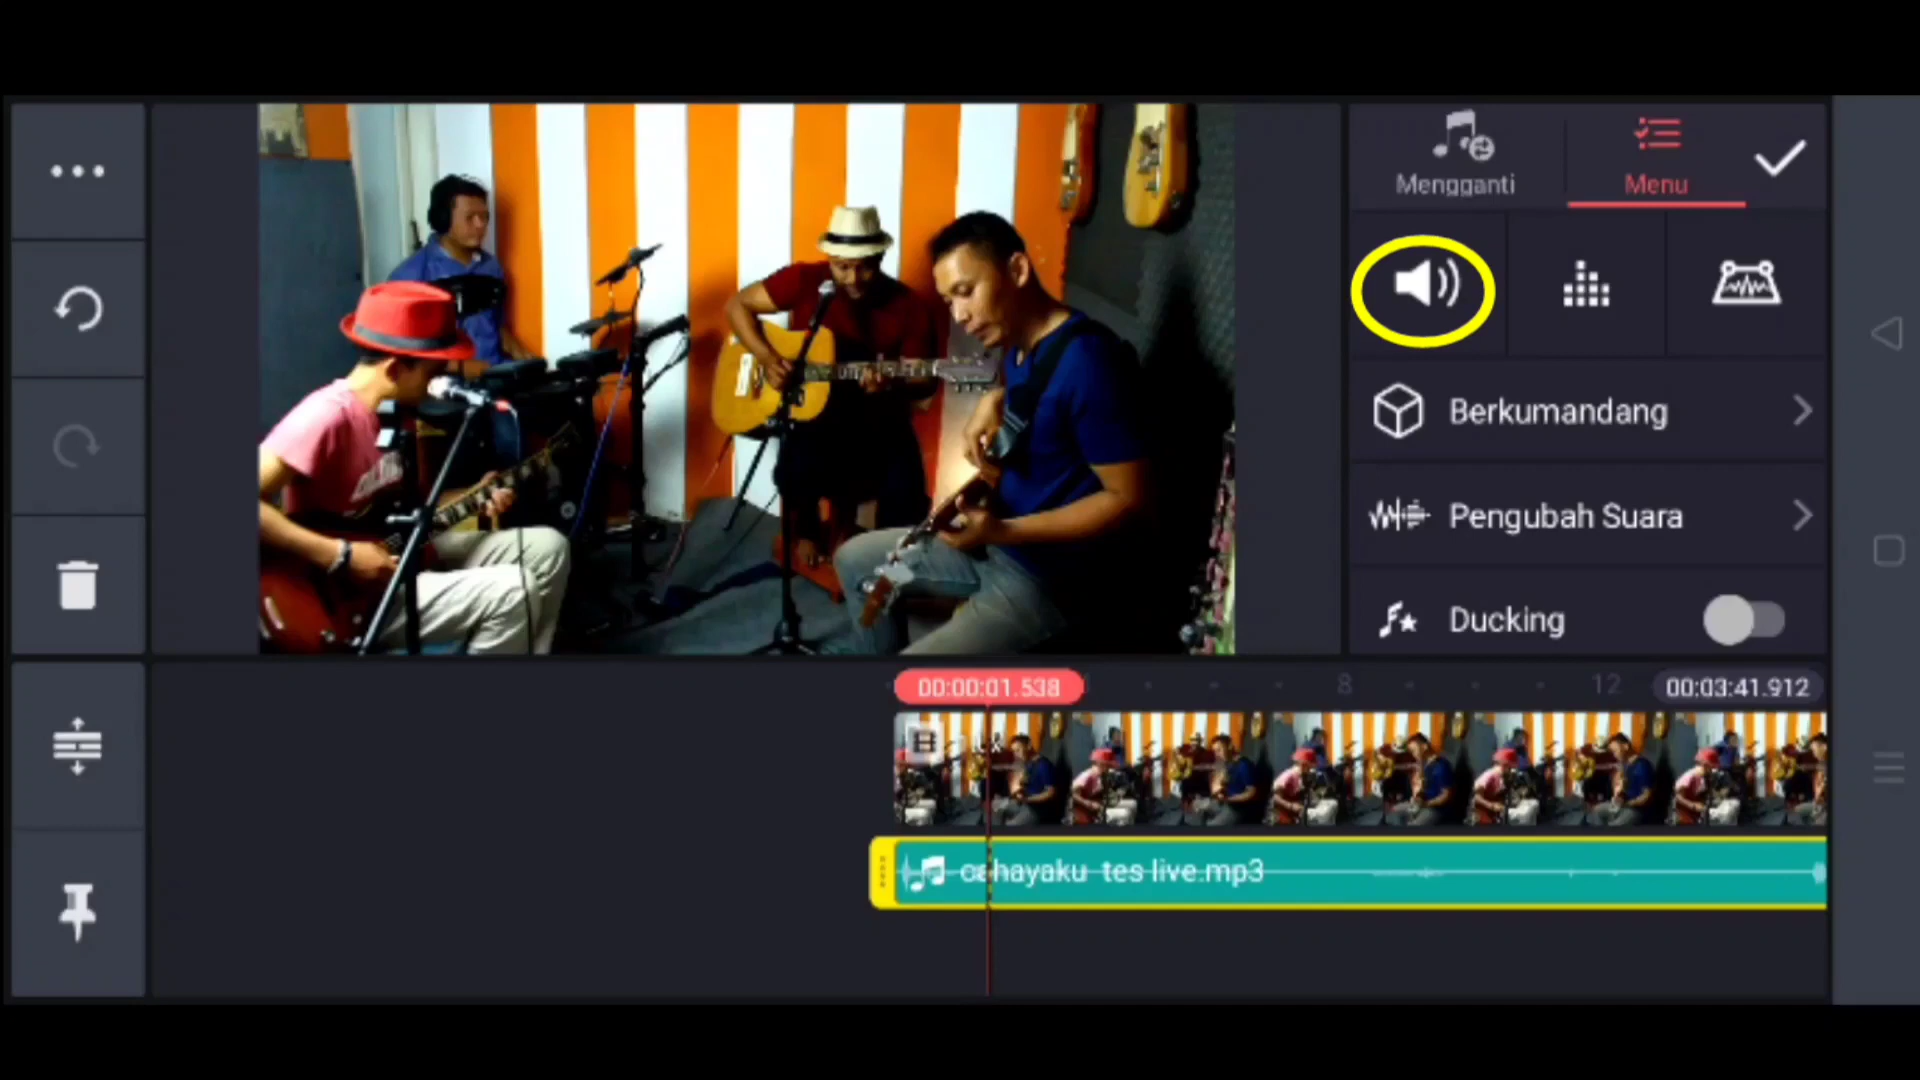 Mengganti
Menu
Berkumandang
Pengubah Suara
Ducking
00:00:01.538
8
12
00:03:41.912
cahayaku tes live.mp3